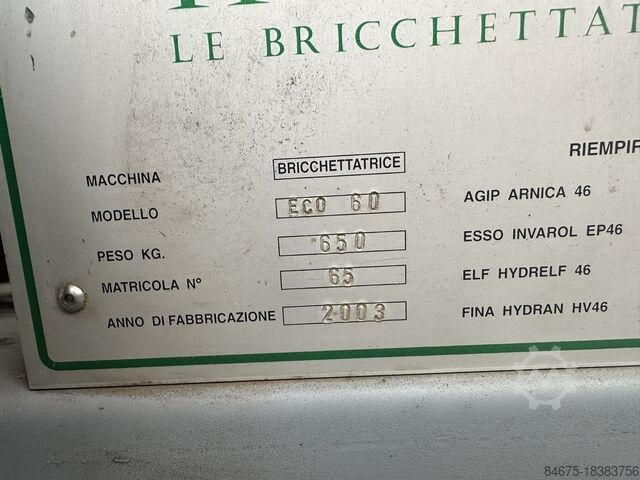 LE BRICCHETTAT
RIEMPIR
MACCHINA BRICCHETTATRICE
MODELLO ECO 60
PESO KG. 650
MATRICOLA N° 65
ANNO DI FABBRICAZIONE 2003
AGIP ARNICA 46
ESSO INVAROL EP46
ELF HYDRELF 46
FINA HYDRAN HV46
84675-18383756